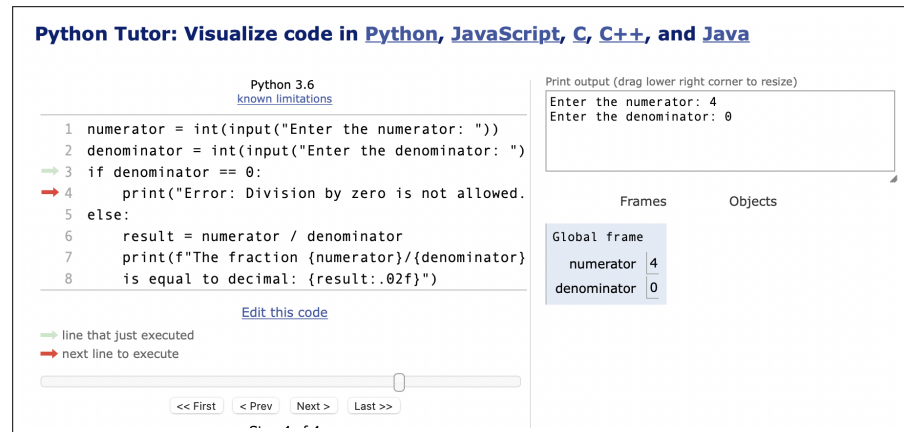 Python Tutor: Visualize code in Python, JavaScript, C, C++, and Java
Python 3.6
known limitations
1 numerator = int(input("Enter the numerator: "))
2 denominator = int(input("Enter the denominator: ")
3 if denominator == 0:
4     print("Error: Division by zero is not allowed.
5 else:
6     result = numerator / denominator
7     print(f"The fraction {numerator}/{denominator}
8     is equal to decimal: {result:.02f}")
Edit this code
line that just executed
next line to execute
<< First < Prev Next > Last >>
Print output (drag lower right corner to resize)
Enter the numerator: 4
Enter the denominator: 0
Frames Objects
Global frame
numerator 4
denominator 0